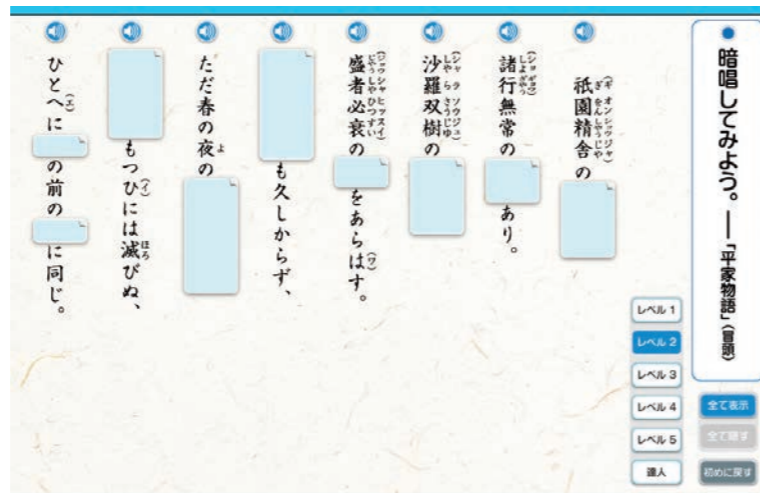 暗唱してみよう。――「平家物語」(冒頭)
祇園精舎の
諸行無常の あり。
沙羅双樹の
盛者必衰の をあらはす。
も久しからず、
ただ春の夜の
もつひには滅びぬ、
ひとへに の前の に同じ。
レベル 1
レベル 2
レベル 3
レベル 4
レベル 5
達人
全て表示
全て隠す
初めに戻す